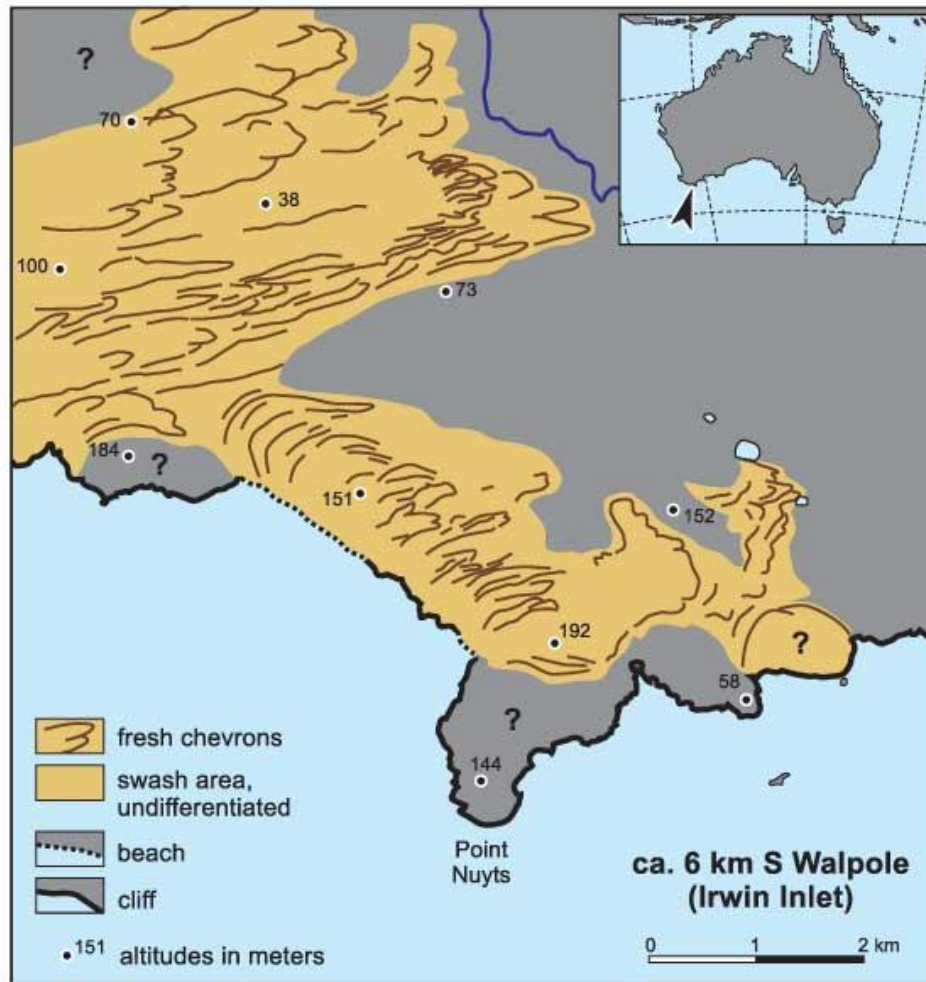 ?
70
38
100
73
184
?
151
152
192
?
58
?
144
Point
Nuyts
fresh chevrons
swash area,
undifferentiated
beach
cliff
151
altitudes in meters
ca. 6 km S Walpole
(Irwin Inlet)
0 1 2 km